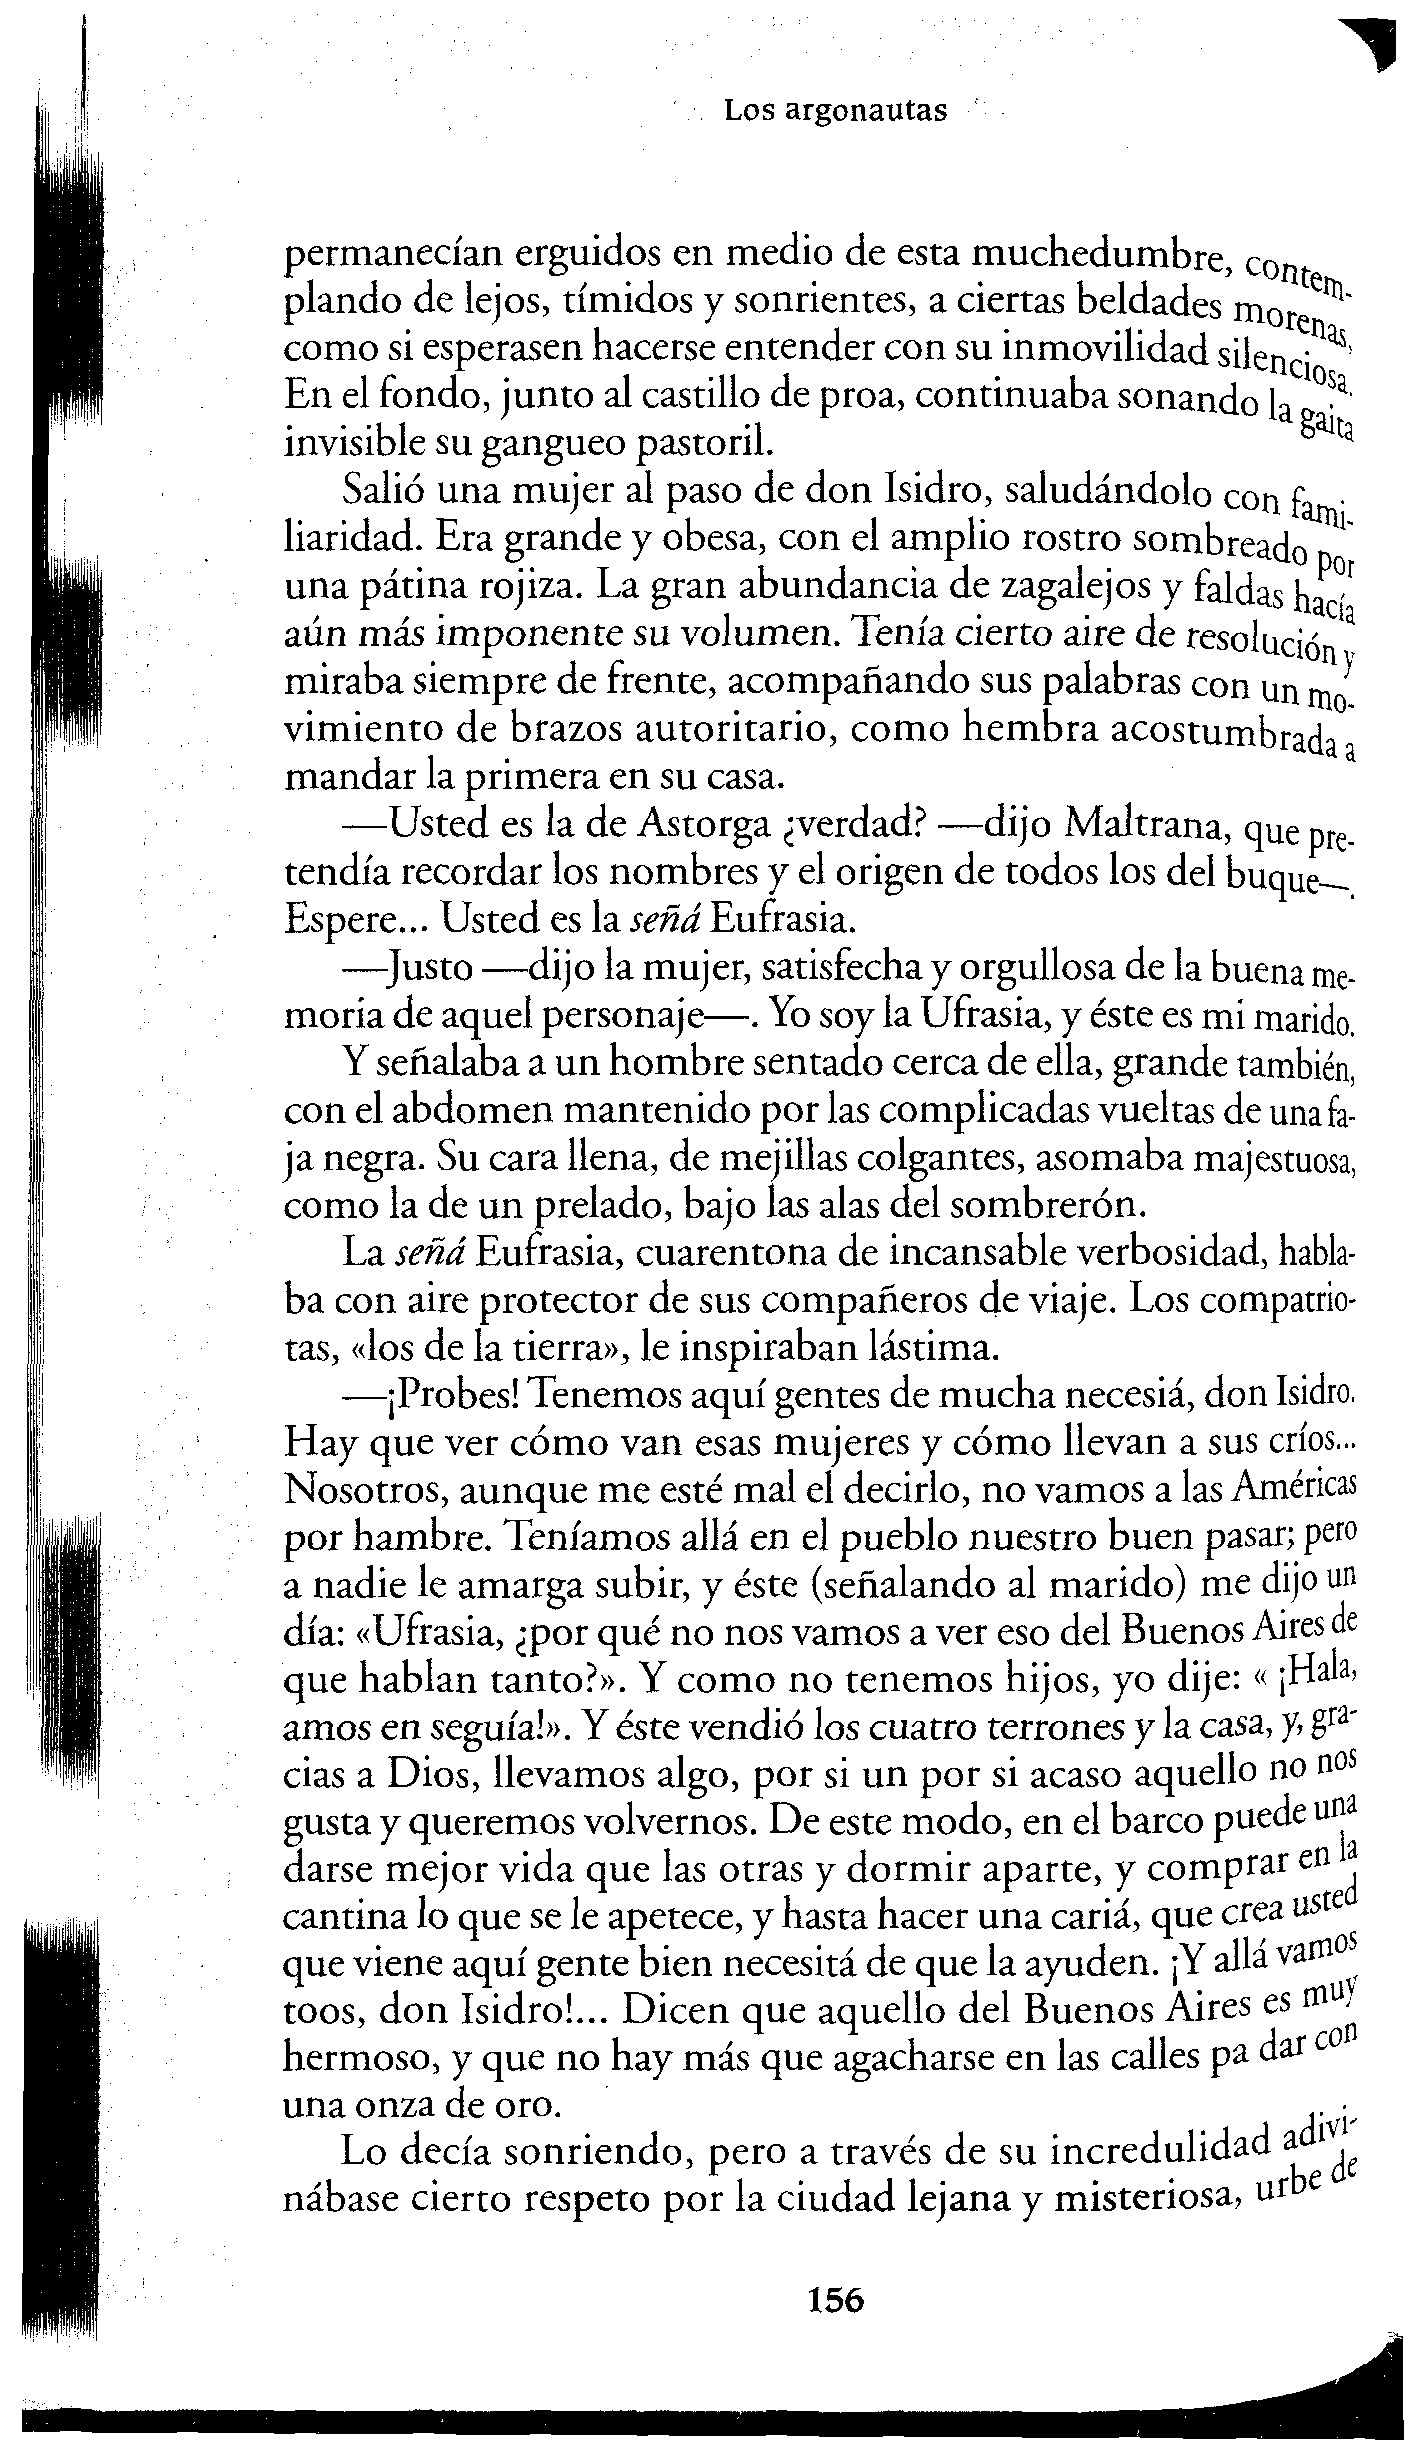 Los argonautas
permanecían erguidos en medio de esta muchedumbre, contem-
plando de lejos, tímidos y sonrientes, a ciertas beldades morenas,
como si esperasen hacerse entender con su inmovilidad silenciosa.
En el fondo, junto al castillo de proa, continuaba sonando la gaita
invisible su gangueo pastoril.
Salió una mujer al paso de don Isidro, saludándolo con fami-
liaridad. Era grande y obesa, con el amplio rostro sombreado por
una pátina rojiza. La gran abundancia de zagalejos y faldas hacía
aún más imponente su volumen. Tenía cierto aire de resolución y
miraba siempre de frente, acompañando sus palabras con un mo-
vimiento de brazos autoritario, como hembra acostumbrada a
mandar la primera en su casa.
—Usted es la de Astorga ¿verdad? —dijo Maltrana, que pre-
tendía recordar los nombres y el origen de todos los del buque—.
Espere... Usted es la señá Eufrasia.
—Justo —dijo la mujer, satisfecha y orgullosa de la buena me-
moria de aquel personaje—. Yo soy la Ufrasia, y éste es mi marido.
Y señalaba a un hombre sentado cerca de ella, grande también,
con el abdomen mantenido por las complicadas vueltas de una fa-
ja negra. Su cara llena, de mejillas colgantes, asomaba majestuosa,
como la de un prelado, bajo las alas del sombrerón.
La señá Eufrasia, cuarentona de incansable verbosidad, habla-
ba con aire protector de sus compañeros de viaje. Los compatrio-
tas, «los de la tierra», le inspiraban lástima.
—¡Probes! Tenemos aquí gentes de mucha necesiá, don Isidro.
Hay que ver cómo van esas mujeres y cómo llevan a sus críos...
Nosotros, aunque me esté mal el decirlo, no vamos a las Américas
por hambre. Teníamos allá en el pueblo nuestro buen pasar; pero
a nadie le amarga subir, y éste (señalando al marido) me dijo un
día: «Ufrasia, ¿por qué no nos vamos a ver eso del Buenos Aires de
que hablan tanto?». Y como no tenemos hijos, yo dije: « ¡Hala,
amos en seguía!». Y éste vendió los cuatro terrones y la casa, y, gra-
cias a Dios, llevamos algo, por si un por si acaso aquello no nos
gusta y queremos volvernos. De este modo, en el barco puede una
darse mejor vida que las otras y dormir aparte, y comprar en la
cantina lo que se le apetece, y hasta hacer una cariá, que crea usted
que viene aquí gente bien necesitá de que la ayuden. ¡Y allá vamos
toos, don Isidro!... Dicen que aquello del Buenos Aires es muy
hermoso, y que no hay más que agacharse en las calles pa dar con
una onza de oro.
Lo decía sonriendo, pero a través de su incredulidad adivi-
nábase cierto respeto por la ciudad lejana y misteriosa, urbe de
156